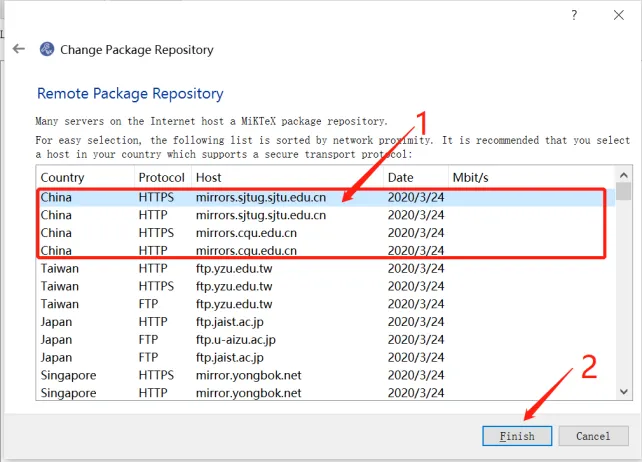 ?
Change Package Repository
Remote Package Repository
Many servers on the Internet host a MiKTeX package repository.
1
For easy selection, the following list is sorted by network proximity. It is recommended that you select
a host in your country which supports a secure transport protocol:
Country Protocol Host Date Mbit/s
China HTTPS mirrors.sjtug.sjtu.edu.cn 2020/3/24
China HTTP mirrors.sjtug.sjtu.edu.cn 2020/3/24
China HTTPS mirrors.cqu.edu.cn 2020/3/24
China HTTP mirrors.cqu.edu.cn 2020/3/24
Taiwan HTTP ftp.yzu.edu.tw 2020/3/24
Taiwan HTTPS ftp.yzu.edu.tw 2020/3/24
Taiwan FTP ftp.yzu.edu.tw 2020/3/24
Japan HTTP ftp.jaist.ac.jp 2020/3/24
Japan FTP ftp.u-aizu.ac.jp 2020/3/24
Japan FTP ftp.jaist.ac.jp 2020/3/24
Singapore HTTPS mirror.yongbok.net 2020/3/24
Singapore HTTP mirror.yongbok.net 2020/3/24
2
Finish Cancel